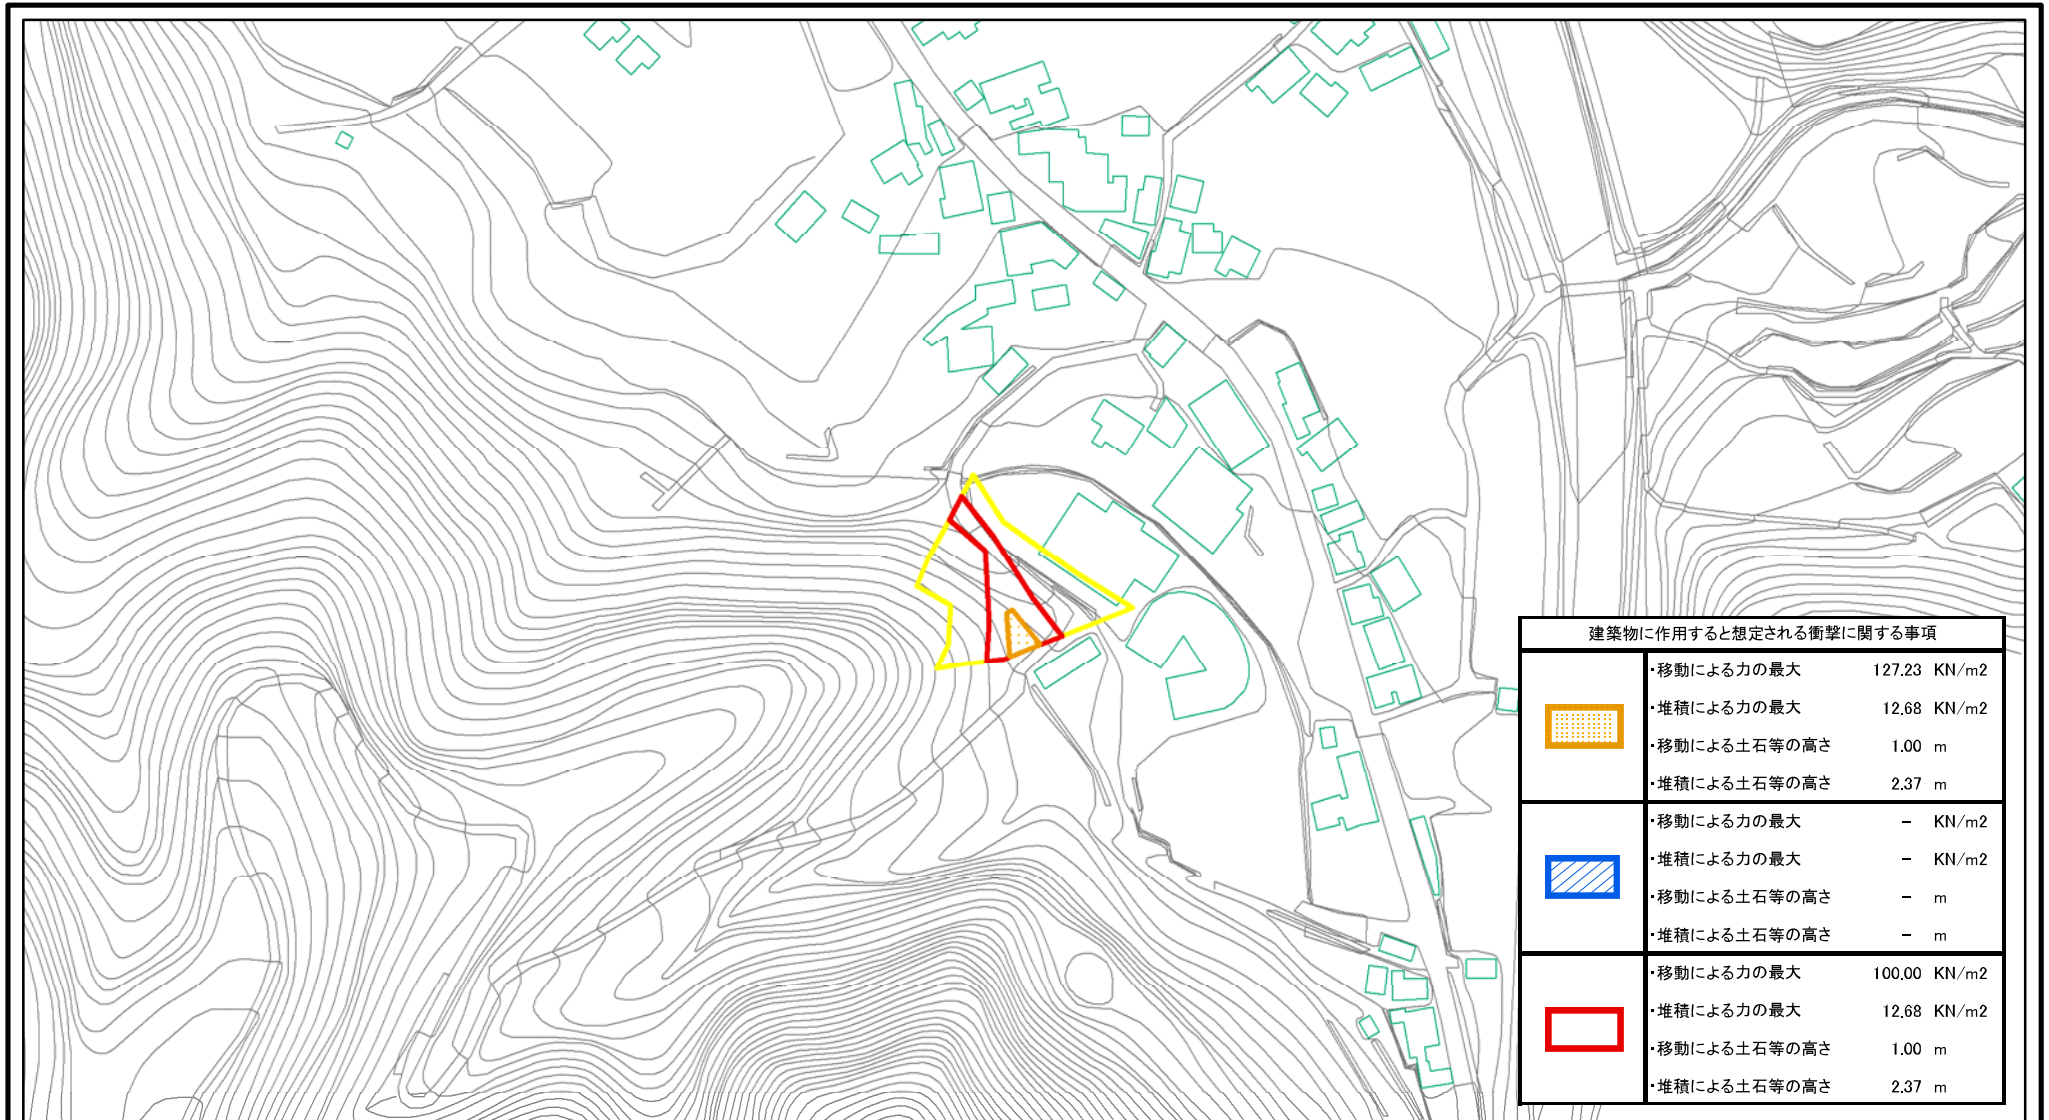 建築物に作用すると想定される衝撃に関する事項
・移動による力の最大 127.23 KN/m2
・堆積による力の最大 12.68 KN/m2
・移動による土石等の高さ 1.00 m
・堆積による土石等の高さ 2.37 m
・移動による力の最大 － KN/m2
・堆積による力の最大 － KN/m2
・移動による土石等の高さ － m
・堆積による土石等の高さ － m
・移動による力の最大 100.00 KN/m2
・堆積による力の最大 12.68 KN/m2
・移動による土石等の高さ 1.00 m
・堆積による土石等の高さ 2.37 m